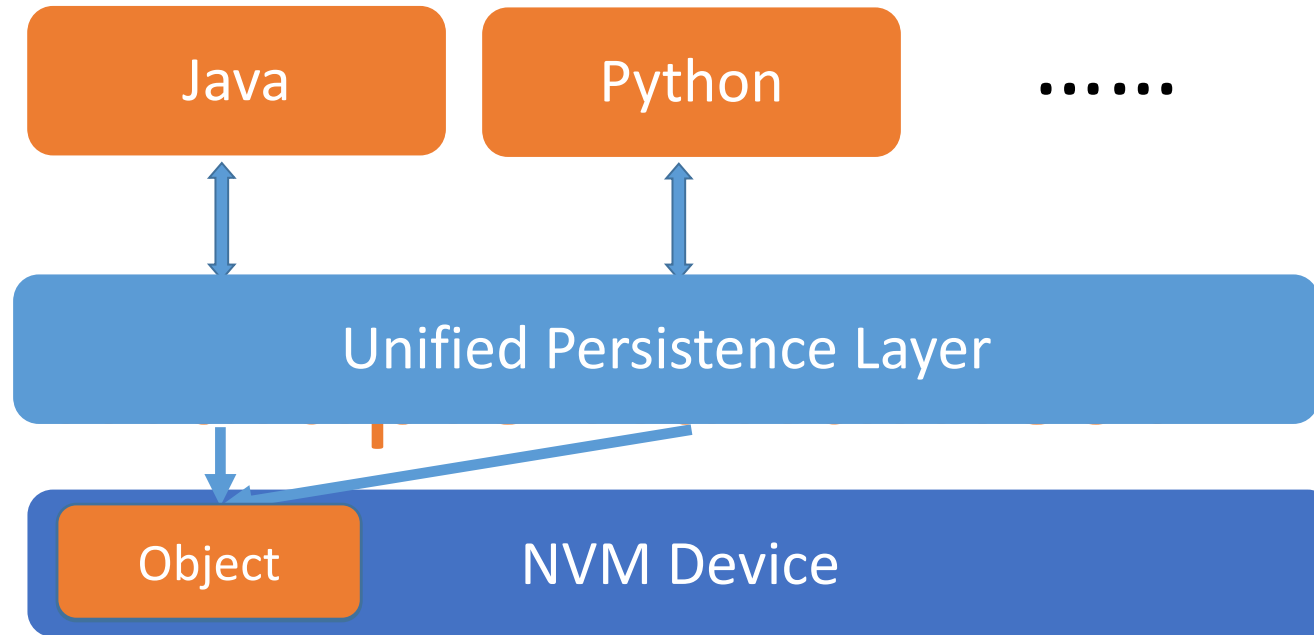 Java
Python
......
Unified Persistence Layer
Object
NVM Device